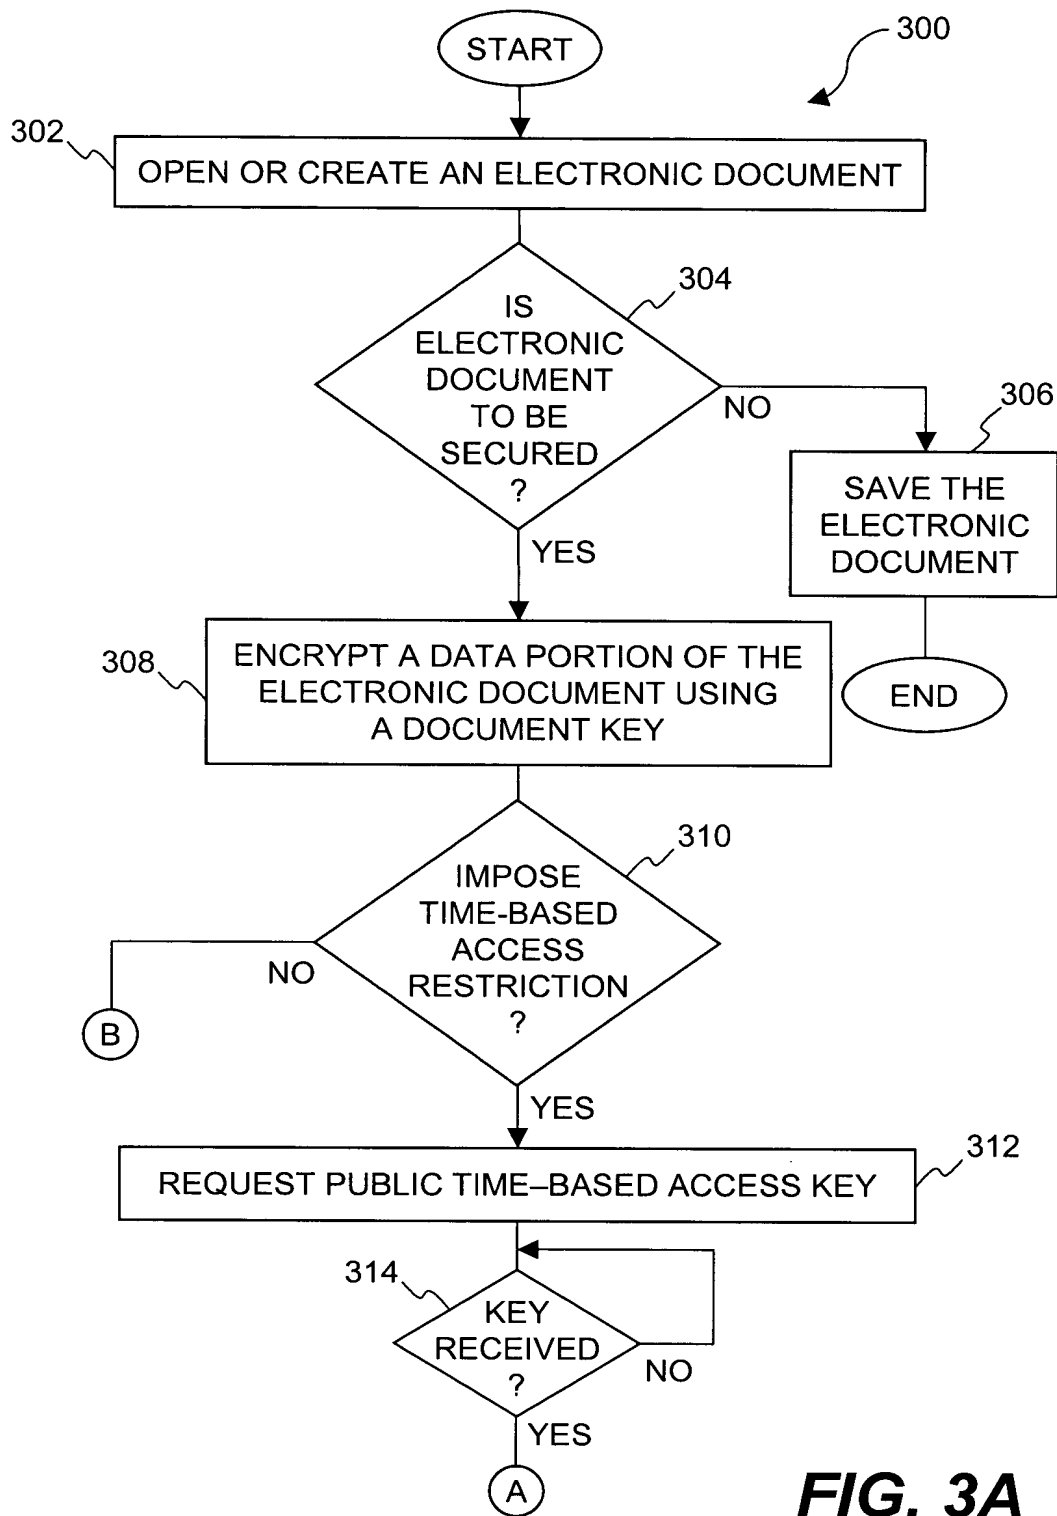 START
300
302
OPEN OR CREATE AN ELECTRONIC DOCUMENT
304
IS
ELECTRONIC
DOCUMENT
TO BE
SECURED
?
NO
306
SAVE THE
ELECTRONIC
DOCUMENT
YES
END
308
ENCRYPT A DATA PORTION OF THE
ELECTRONIC DOCUMENT USING
A DOCUMENT KEY
310
IMPOSE
TIME-BASED
ACCESS
RESTRICTION
?
NO
B
YES
312
REQUEST PUBLIC TIME–BASED ACCESS KEY
314
KEY
RECEIVED
?
NO
YES
A
FIG. 3A